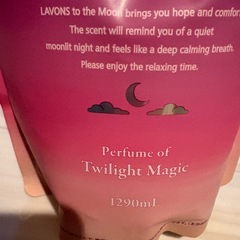 LAVONS to the Moon brings you hope and comfor
The scent will remind you of a quiet
moonlit night and feels like a deep calming breath.
Please enjoy the relaxing time.
Perfume of
Twilight Magic
1290mL